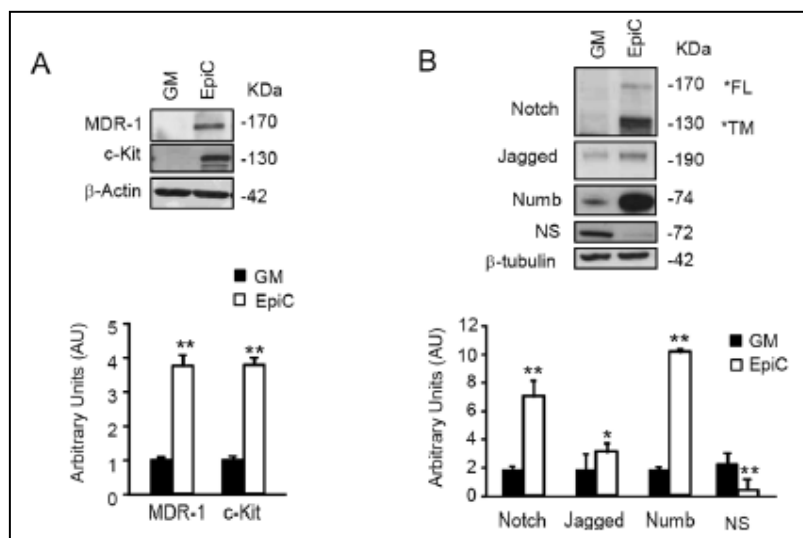 A
GM
EpiC
KDa
MDR-1
-170
c-Kit
-130
β-Actin
-42
GM
EpiC
Arbitrary Units (AU)
5
4
3
2
1
0
**
**
MDR-1 c-Kit
B
GM
EpiC
KDa
Notch
-170 *FL
-130 *TM
Jagged
-190
Numb
-74
NS
-72
β-tubulin
-42
GM
EpiC
Arbitrary Units (AU)
12
10
8
6
4
2
0
**
*
**
**
Notch Jagged Numb NS